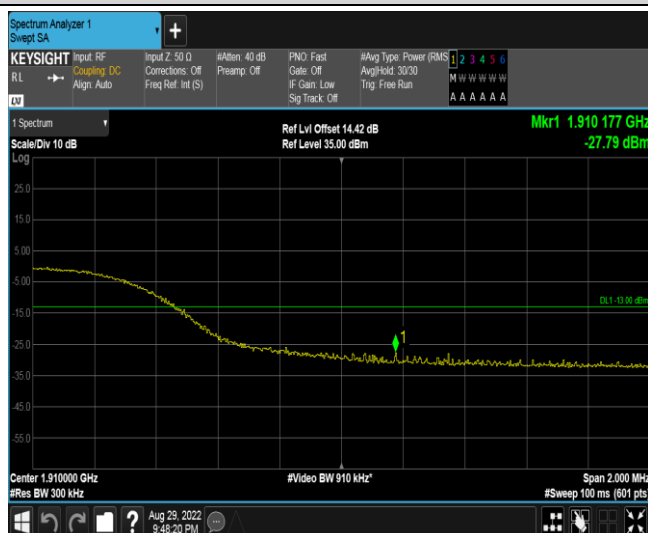 Spectrum Analyzer 1
Swept SA
+
KEYSIGHT
RL
Input: RF
Coupling: DC
Align: Auto
Input Z: 50 Ω
Corrections: Off
Freq Ref: Int (S)
#Atten: 40 dB
Preamp: Off
PNO: Fast
Gate: Off
IF Gain: Low
Sig Track: Off
#Avg Type: Power (RMS
Avg|Hold: 30/30
Trig: Free Run
1 2 3 4 5 6
M W W W W W
A A A A A A
LXI
1 Spectrum
Scale/Div 10 dB
Ref Lvl Offset 14.42 dB
Ref Level 35.00 dBm
Mkr1 1.910 177 GHz
-27.79 dBm
Log
25.0
15.0
5.00
-5.00
DL1 -13.00 dBm
-15.0
1
-25.0
-35.0
-45.0
-55.0
Center 1.910000 GHz
#Res BW 300 kHz
#Video BW 910 kHz*
Span 2.000 MHz
#Sweep 100 ms (601 pts)
?
Aug 29, 2022
9:48:20 PM